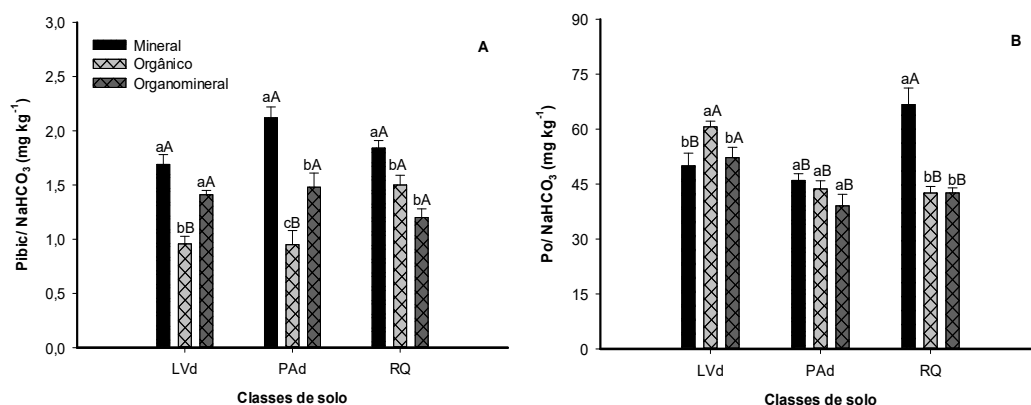 A
Mineral
Orgânico
Organomineral
3,0
2,5
2,0
1,5
1,0
0,5
0,0
Pibic/ NaHCO3 (mg kg-1)
aA
bB
aA
aA
cB
bA
aA
bA
bA
LVd
PAd
RQ
Classes de solo
B
90
75
60
45
30
15
0
Po/ NaHCO3 (mg kg-1)
bB
aA
bA
aB
aB
aB
aA
bB
bB
LVd
PAd
RQ
Classes de solo